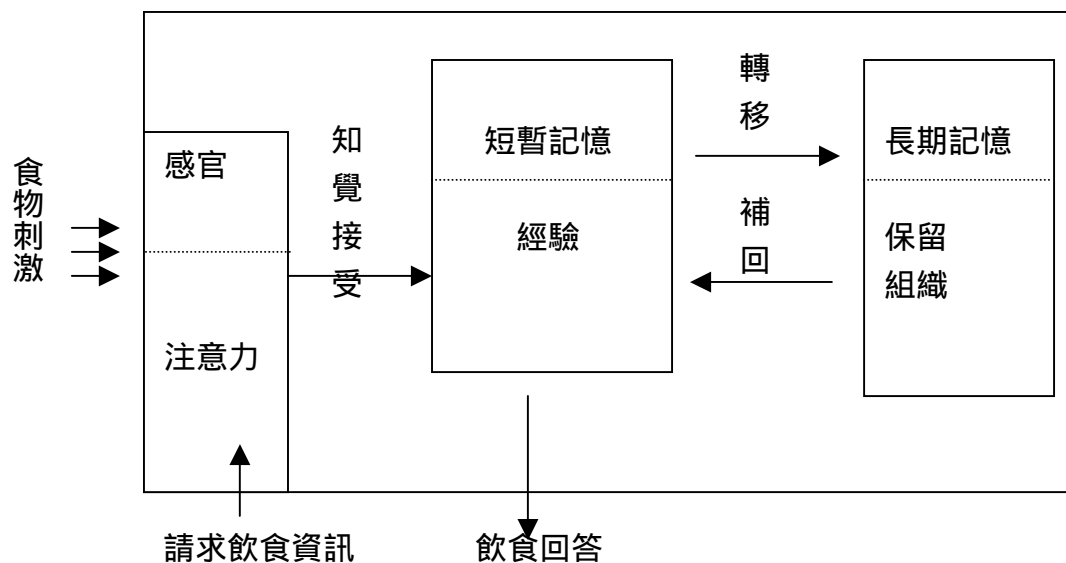 食物刺激
感官
注意力
知覺接受
短暫記憶
經驗
轉移
補回
長期記憶
保留
組織
請求飲食資訊
飲食回答